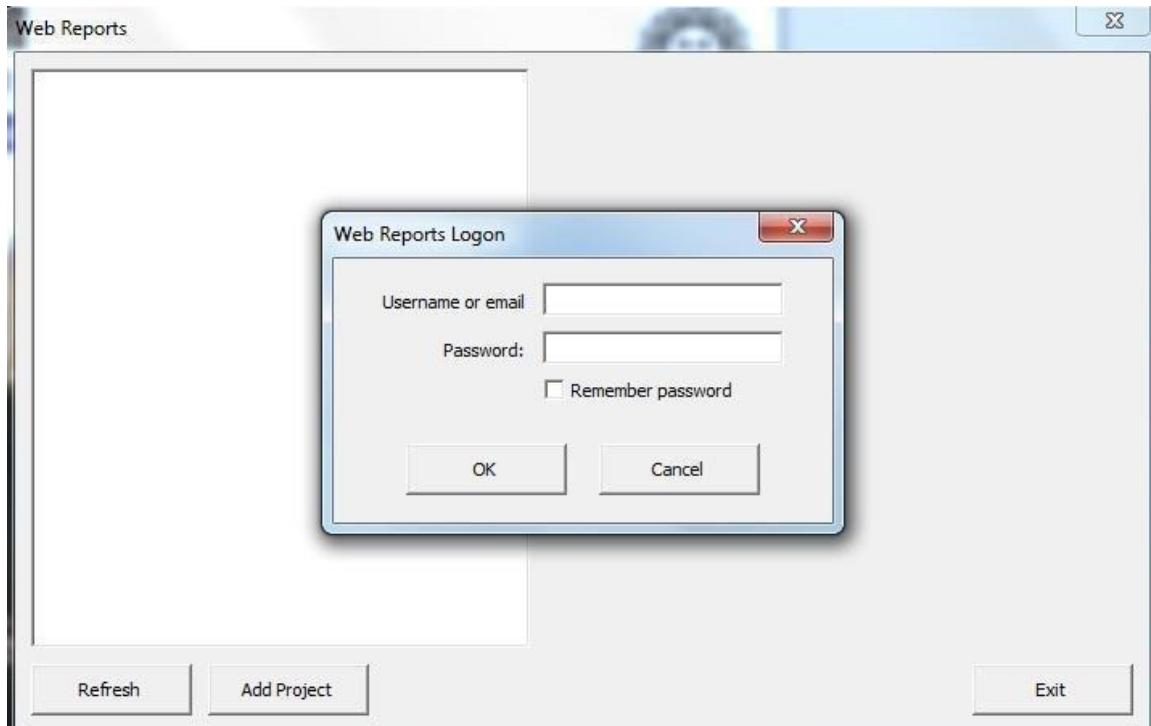 Web Reports
Web Reports Logon
Username or email
Password:
Remember password
OK Cancel
Refresh Add Project Exit